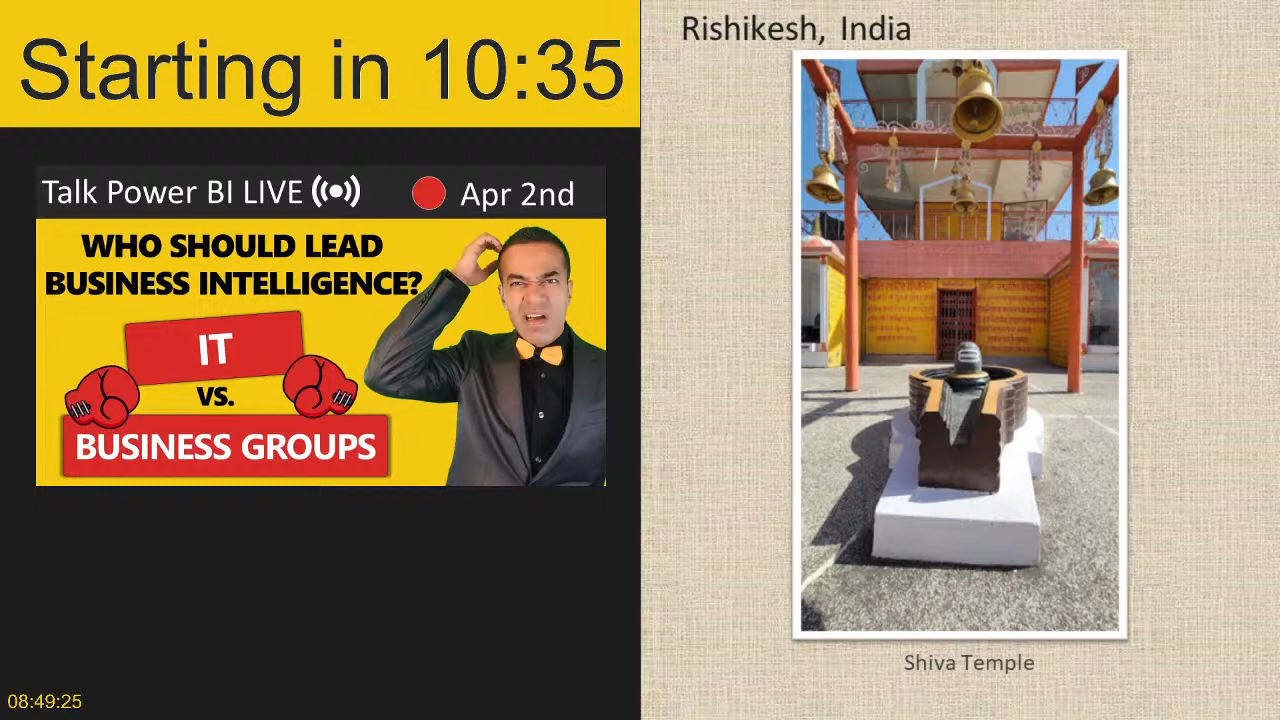 Starting in 10:35
Talk Power BI LIVE
Apr 2nd
WHO SHOULD LEAD
BUSINESS INTELLIGENCE?
IT
VS.
BUSINESS GROUPS
08:49:25
Rishikesh, India
Shiva Temple